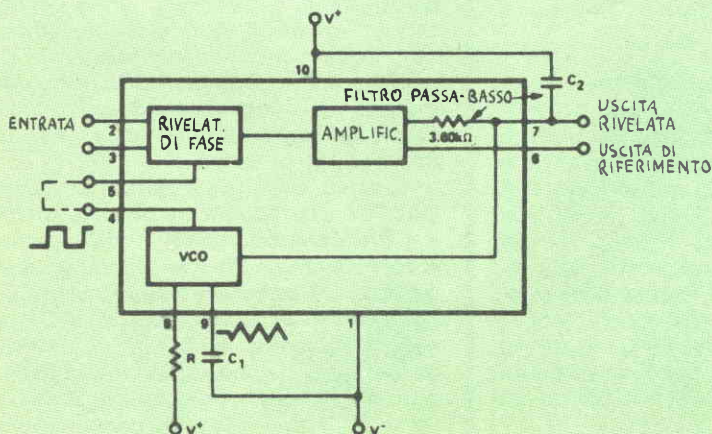 V+
10
C2
FILTRO PASSA-BASSO
ENTRATA
2
RIVELAT.
DI FASE
AMPLIFIC.
3.60kΩ
7
USCITA
RIVELATA
3
6
USCITA DI
RIFERIMENTO
5
4
VCO
8
9
1
R
C1
V+
V-